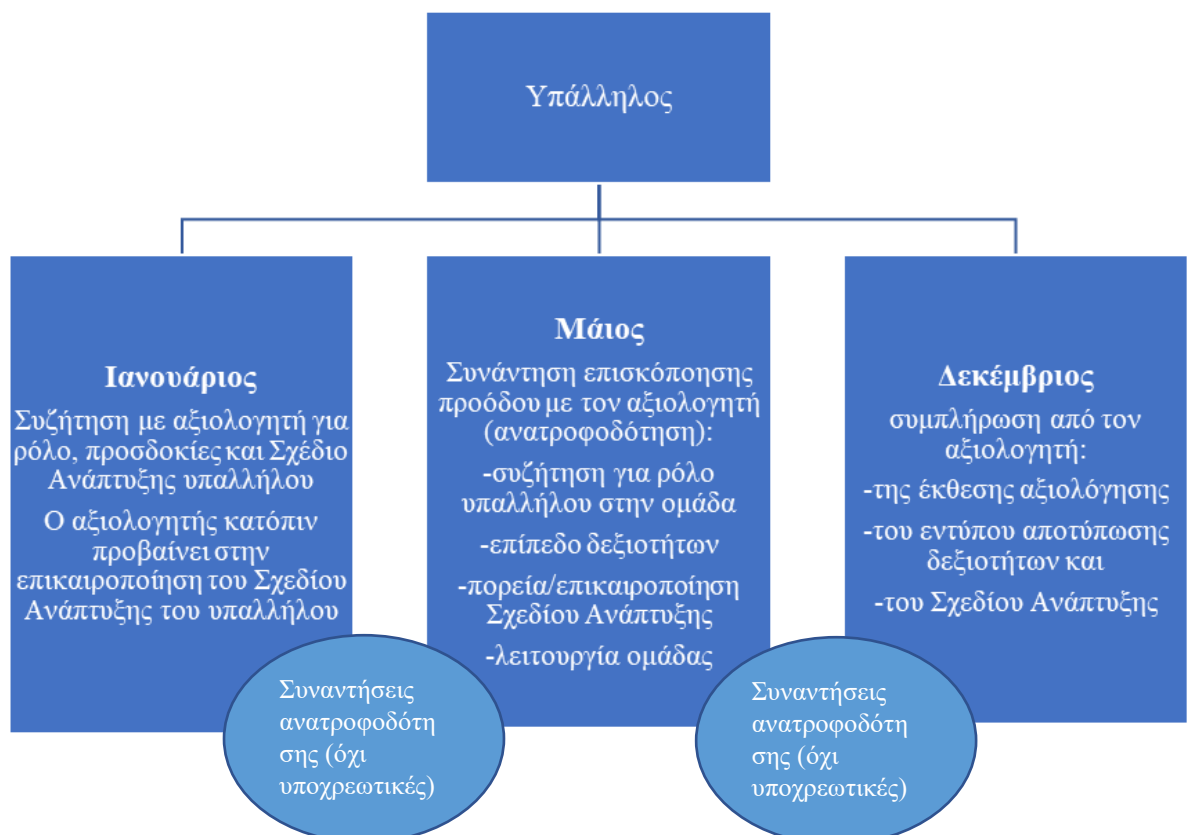 Υπάλληλος
Ιανουάριος
Συζήτηση με αξιολογητή για
ρόλο, προσδοκίες και Σχέδιο
Ανάπτυξης υπαλλήλου
Ο αξιολογητής κατόπιν
προβαίνει στην
επικαιροποίηση του Σχεδίου
Ανάπτυξης του υπαλλήλου
Μάιος
Συνάντηση επισκόποησης
προόδου με τον αξιολογητή
(ανατροφοδότηση):
-συζήτηση για ρόλο
υπαλλήλου στην ομάδα
-επίπεδο δεξιοτήτων
-πορεία/επικαιροποίηση
Σχεδίου Ανάπτυξης
-λειτουργία ομάδας
Δεκέμβριος
συμπλήρωση από τον
αξιολογητή:
-της έκθεσης αξιολόγησης
-του εντύπου αποτύπωσης
δεξιοτήτων και
-του Σχεδίου Ανάπτυξης
Συναντήσεις
ανατροφοδότη
σης (όχι
υποχρεωτικές)
Συναντήσεις
ανατροφοδότη
σης (όχι
υποχρεωτικές)